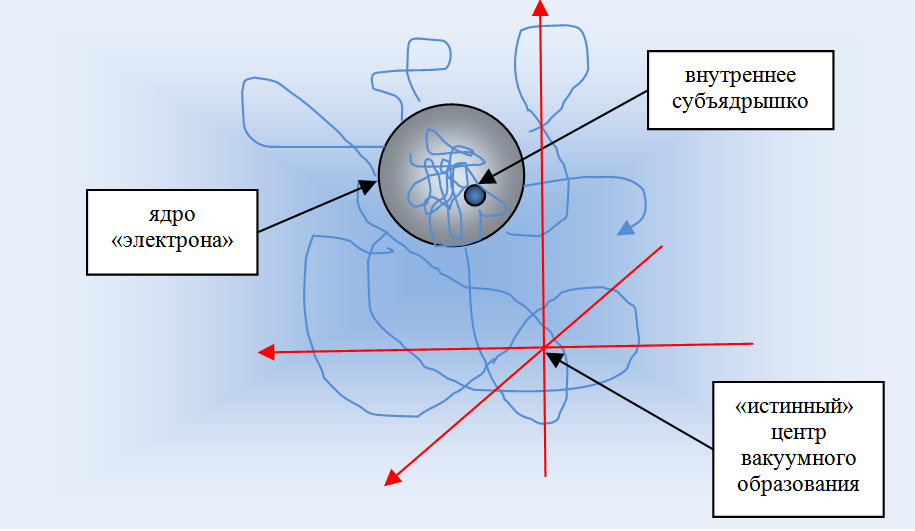 внутреннее
субъядрышко
ядро
«электрона»
«истинный»
центр
вакуумного
образования